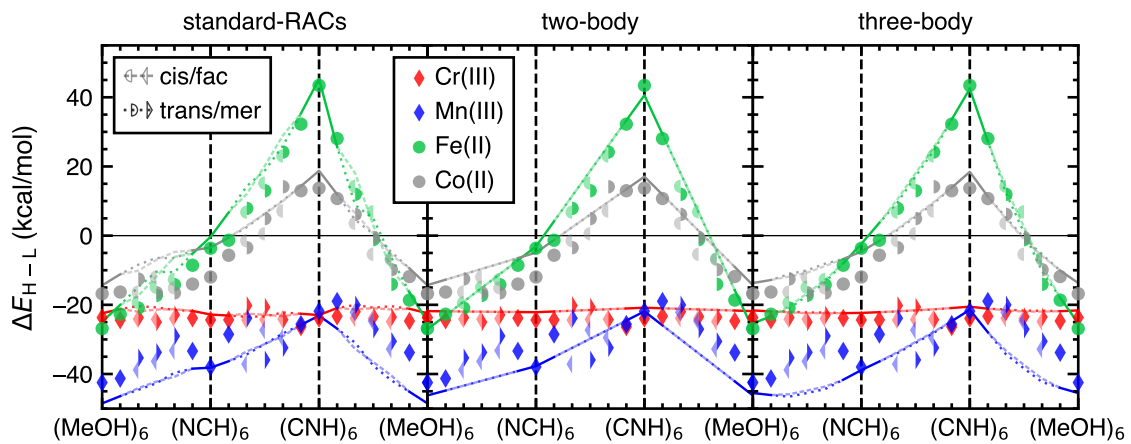 standard-RACs two-body three-body
cis/fac
trans/mer
Cr(III)
Mn(III)
Fe(II)
Co(II)
ΔE_H−L (kcal/mol)
40
20
0
−20
−40
(MeOH)₆ (NCH)₆ (CNH)₆ (MeOH)₆ (NCH)₆ (CNH)₆ (MeOH)₆ (NCH)₆ (CNH)₆ (MeOH)₆